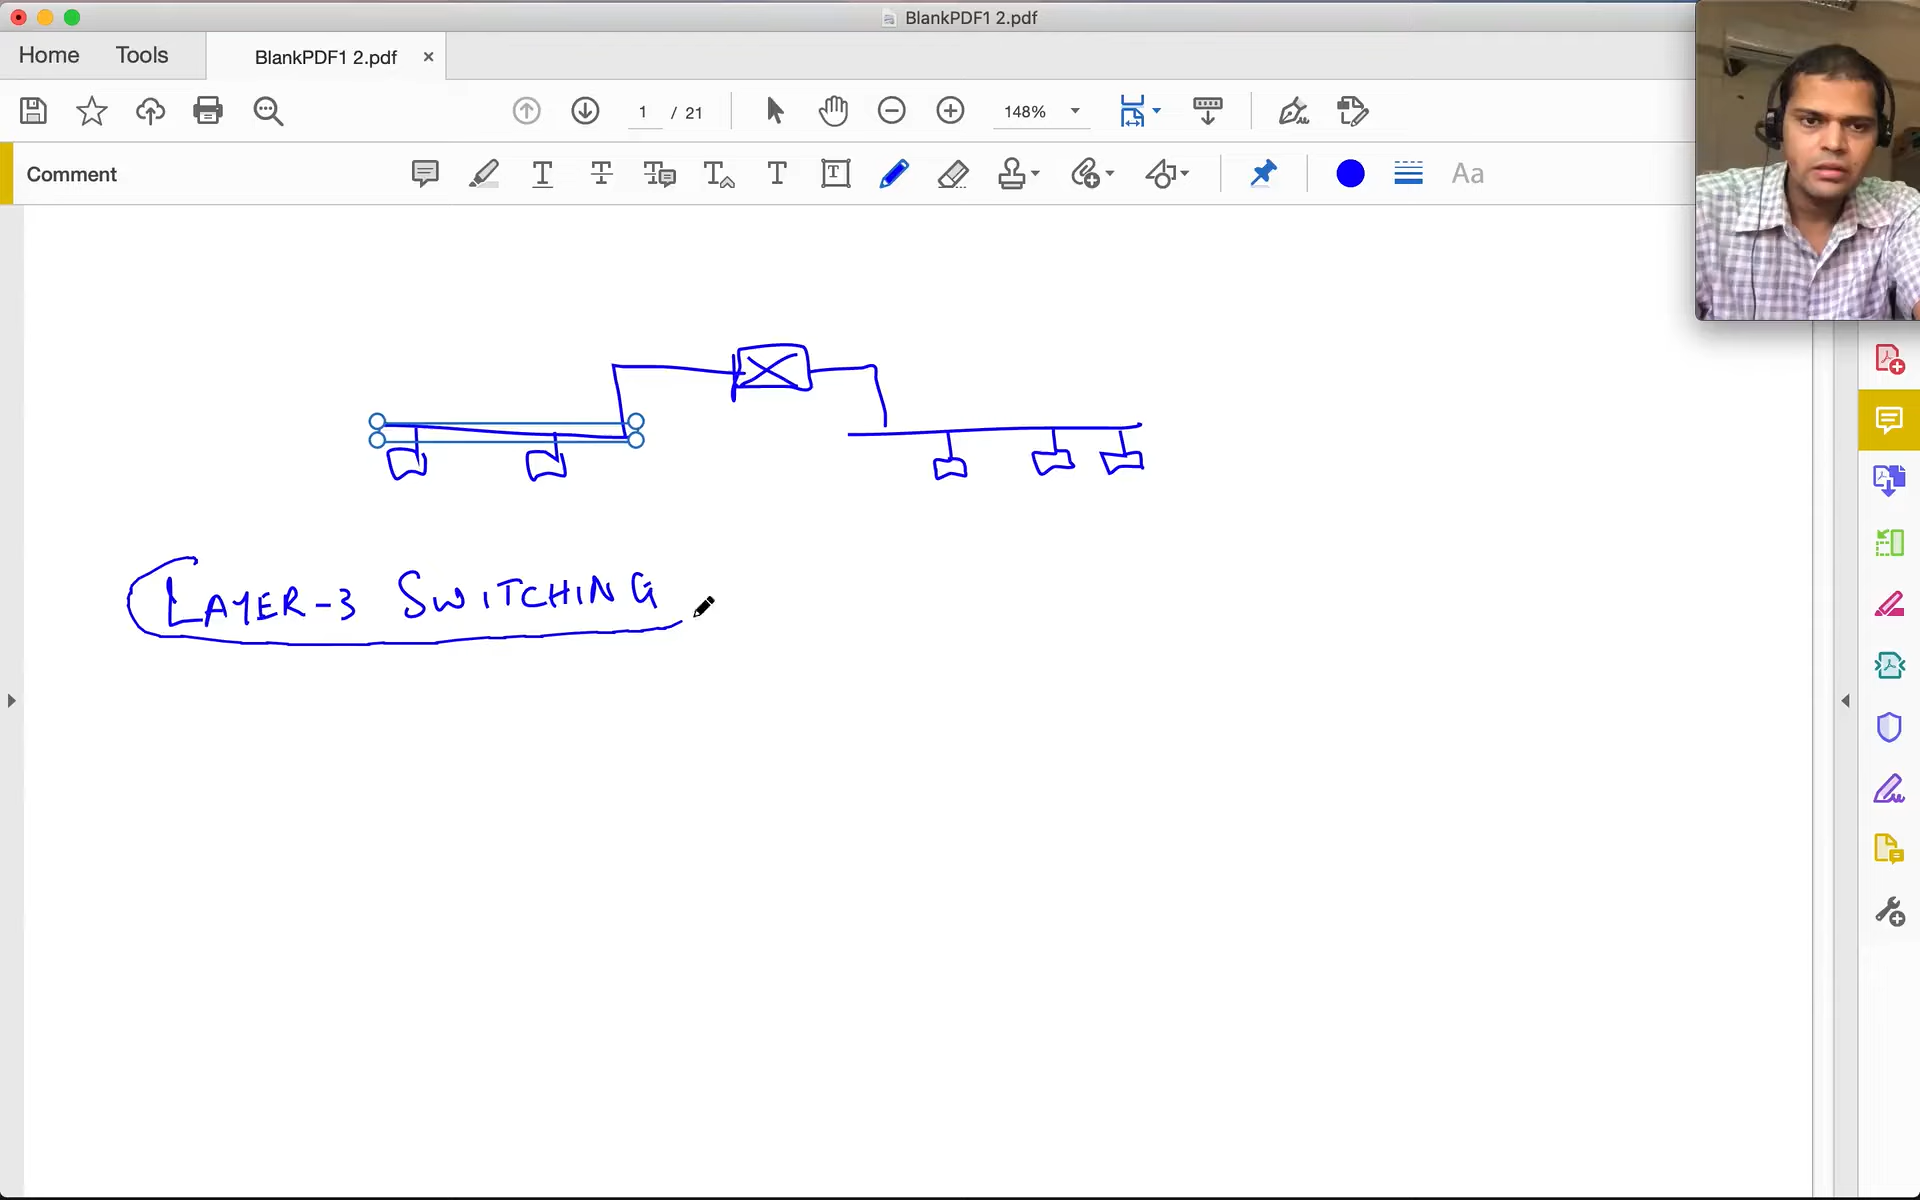 BlankPDF1 2.pdf
Home Tools BlankPDF1 2.pdf ×
1 / 21 148%
Comment T T T T T T Aa
LAYER-3 SWITCHING